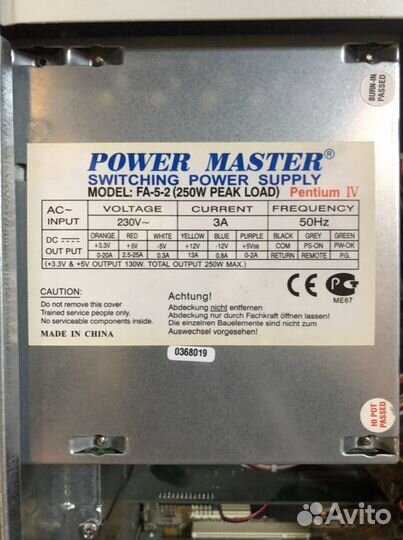 BURN-IN
PASSED
POWER MASTER®
SWITCHING POWER SUPPLY
MODEL: FA-5-2 (250W PEAK LOAD) Pentium IV
AC~ INPUT VOLTAGE CURRENT FREQUENCY
230V~ 3A 50Hz
DC OUT PUT ORANGE RED WHITE YELLOW BLUE PURPLE BLACK GREY GREEN
+3.3V +5V -5V +12V -12V +5VSB COM PS-ON PW-OK
0-20A 2.5-25A 0.3A 13A 0.8A 0-2A RETURN REMOTE P.G.
(+3.3V & +5V OUTPUT 130W. TOTAL OUTPUT 250W MAX.)
CAUTION:
Do not remove this cover
Trained service people only.
No serviceable components inside.
MADE IN CHINA
Achtung!
Abdeckung nicht entfernen
Abdeckung nur durch Fachkraft öffnen lassen!
Die einzelnen Bauelemente sind nicht zum
Auswechsel vorgesehen!
CE
ME67
0368019
HI POT
PASSED
Avito